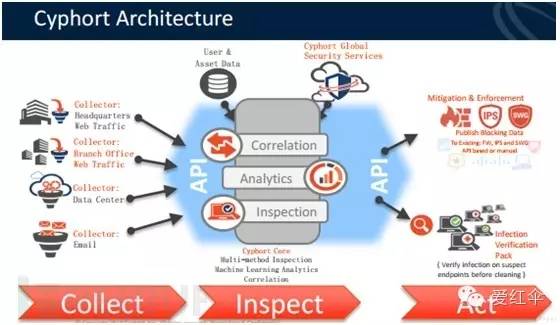 Cyphort Architecture
User &
Asset Data
Cyphort Global
Security Services
Collector:
Headquarters
Web Traffic
Collector:
Branch Office
Web Traffic
Collector:
Data Center
Collector:
Email
API
Correlation
Analytics
Inspection
API
Cyphort Core
Multi-method Inspection
Machine Learning Analytics
Correlation
Mitigation & Enforcement
IPS
SWG
Publish Blocking Data
To Existing: FW, IPS and SWG
API based or manual
Infection
Verification
Pack
( Verify infection on suspect
endpoints before cleaning )
Collect
Inspect
Act
爱红伞